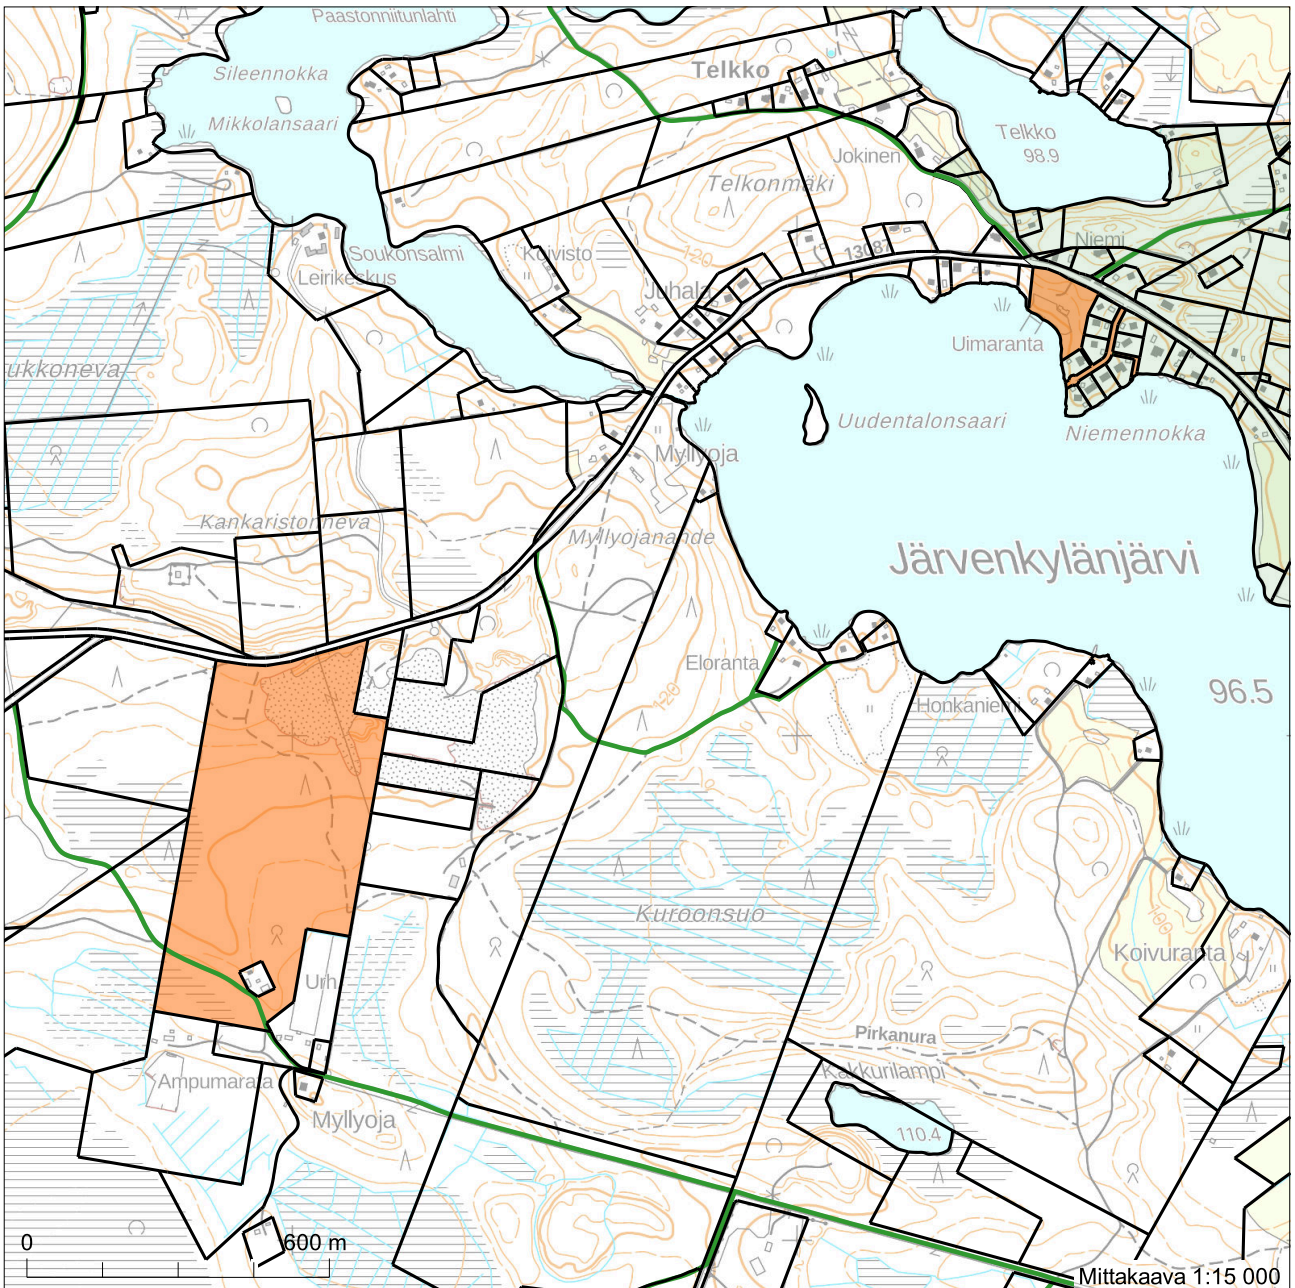 Paastonniitunlahti
Sileennokka
Mikkolansaari
Telkko
Telkko
98.9
Jokinen
Telkonmäki
120
Soukonsalmi
Leirikeskus
Koivisto
13087
Niemi
Juhala
Uimaranta
ukkoneva
Uudentalonsaari
Niemennokka
Myllyoja
Kankaristonneva
Myllyojanahde
Järvenkylänjärvi
Eloranta
120
Honkaniemi
96.5
Kuroonsuo
100
Koivuranta
Urh
Pirkanura
Kakkurilampi
Ampumarata
Myllyoja
110.4
0
600 m
Mittakaava 1:15 000